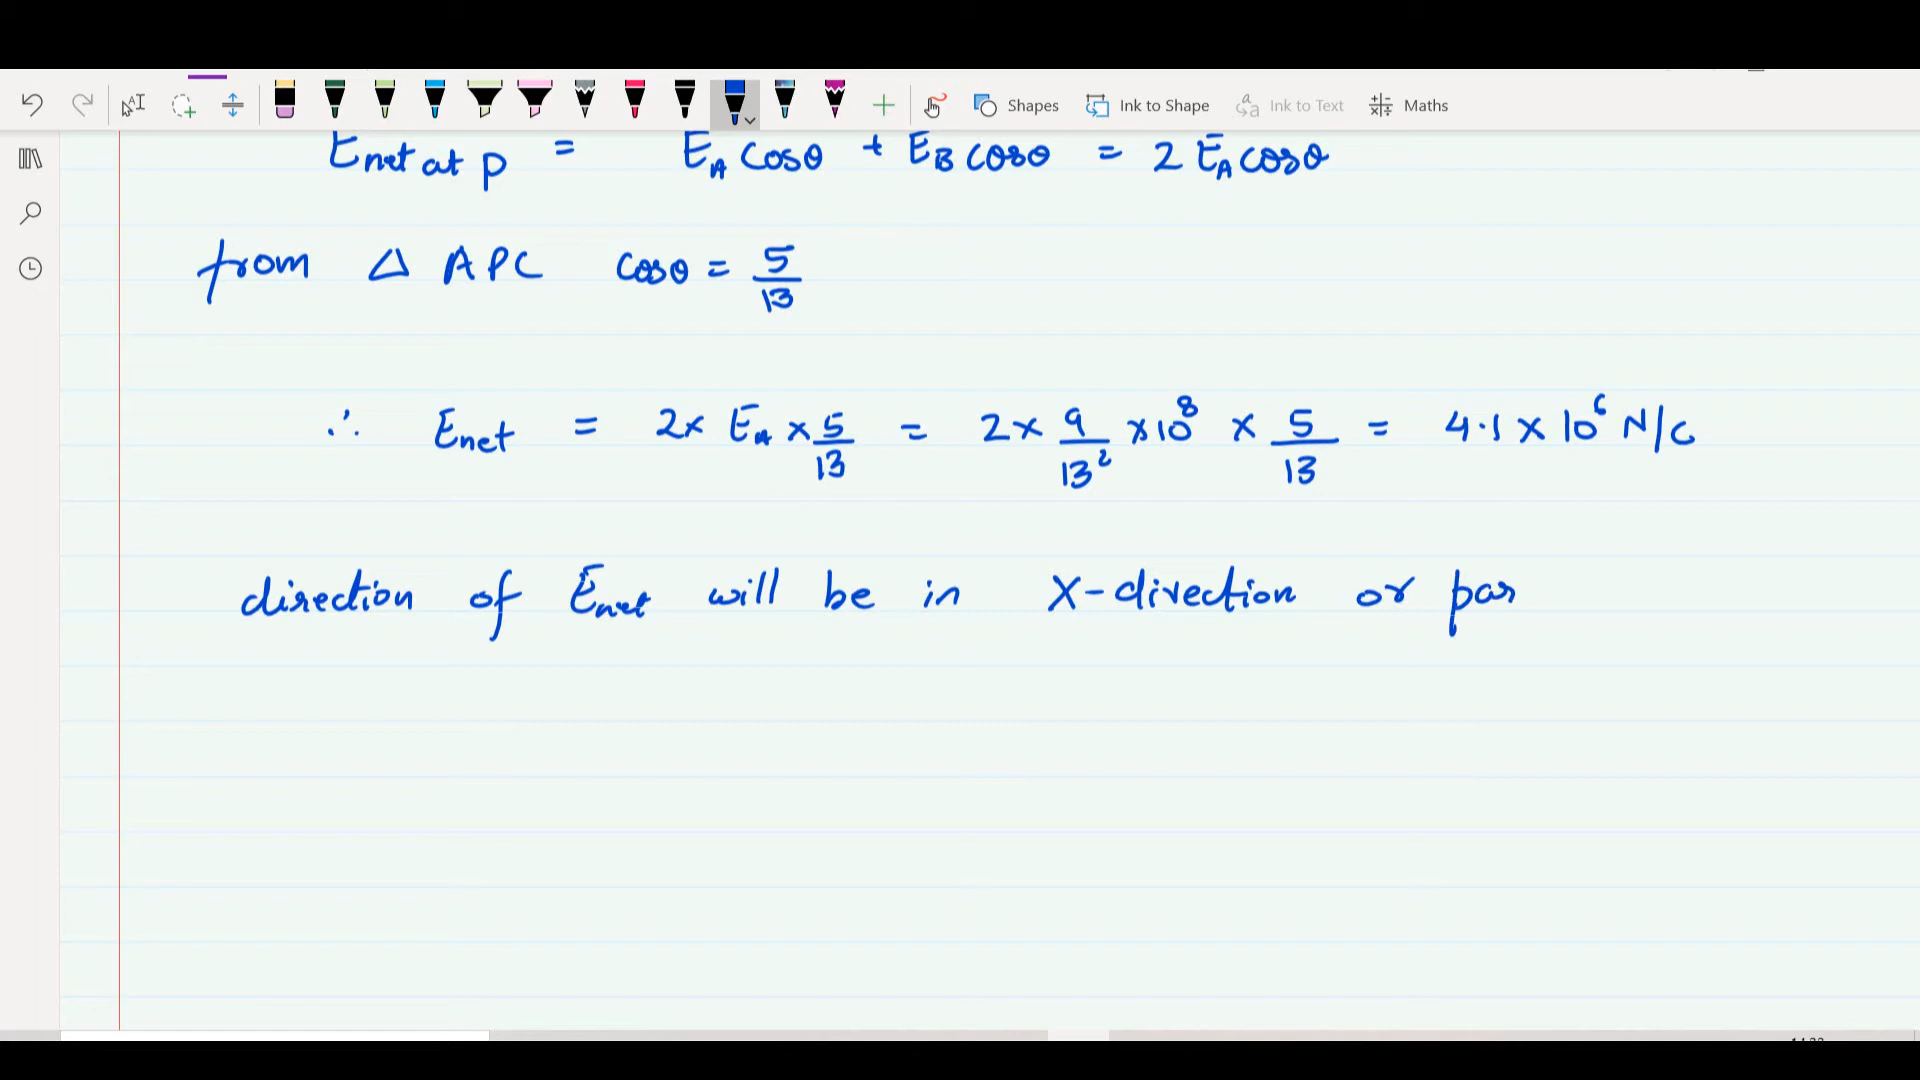 Shapes Ink to Shape Ink to Text Maths
Enet at p = EA Cosθ + EB cosθ = 2 EA cosθ
from Δ APC cosθ = 5/13
∴ Enet = 2x EA x 5/13 = 2x 9/13² x10⁸ x 5/13 = 4.1 x 10⁶ N/C
direction of Enet will be in X-direction or par